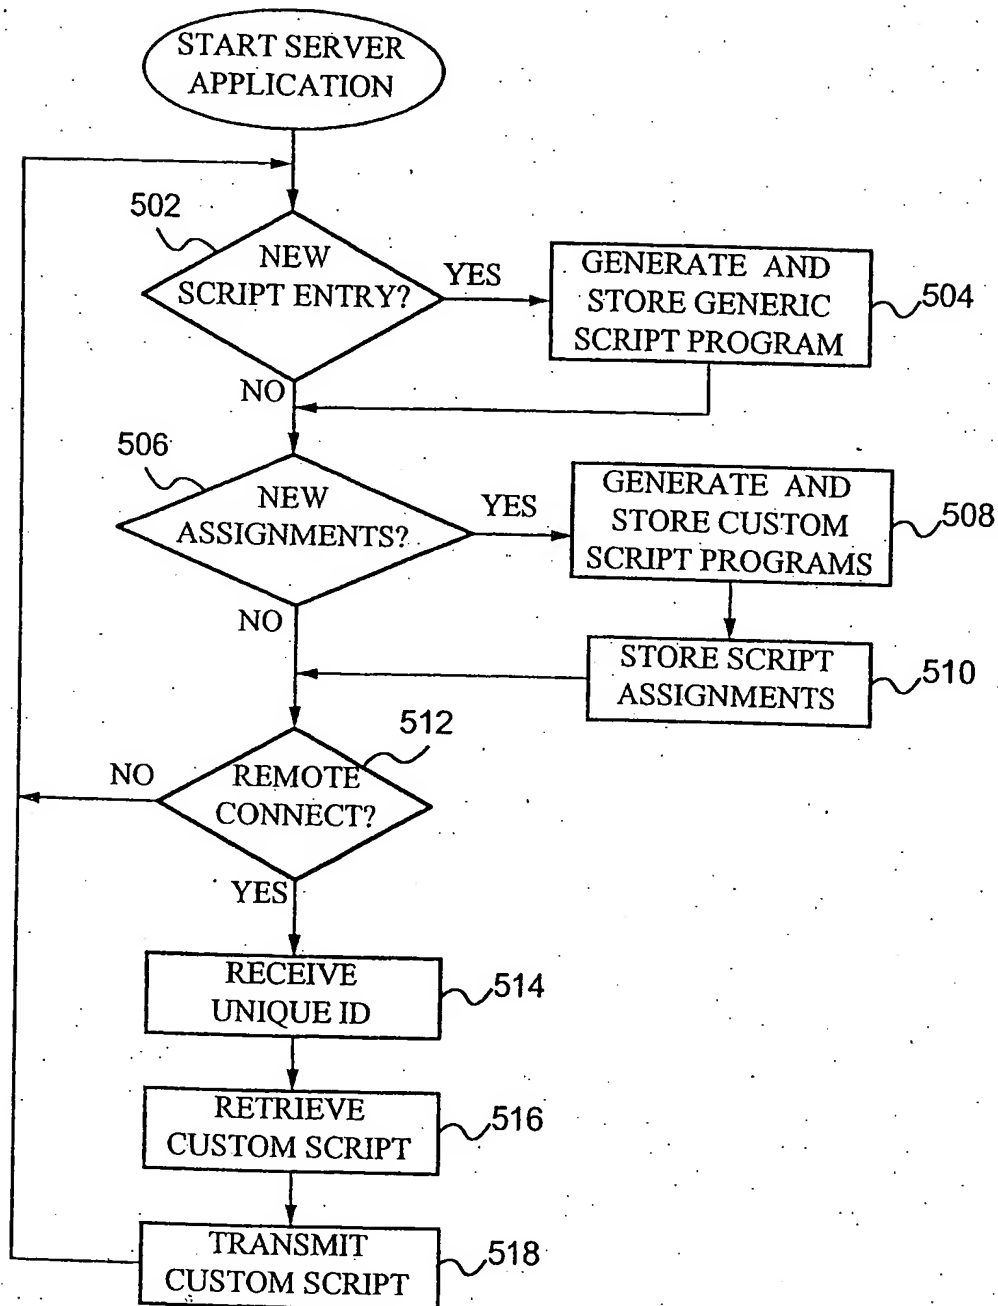 START SERVER
APPLICATION
502
NEW
SCRIPT ENTRY?
YES
GENERATE AND
STORE GENERIC
SCRIPT PROGRAM
504
NO
506
NEW
ASSIGNMENTS?
YES
GENERATE AND
STORE CUSTOM
SCRIPT PROGRAMS
508
NO
STORE SCRIPT
ASSIGNMENTS
510
512
NO
REMOTE
CONNECT?
YES
RECEIVE
UNIQUE ID
514
RETRIEVE
CUSTOM SCRIPT
516
TRANSMIT
CUSTOM SCRIPT
518